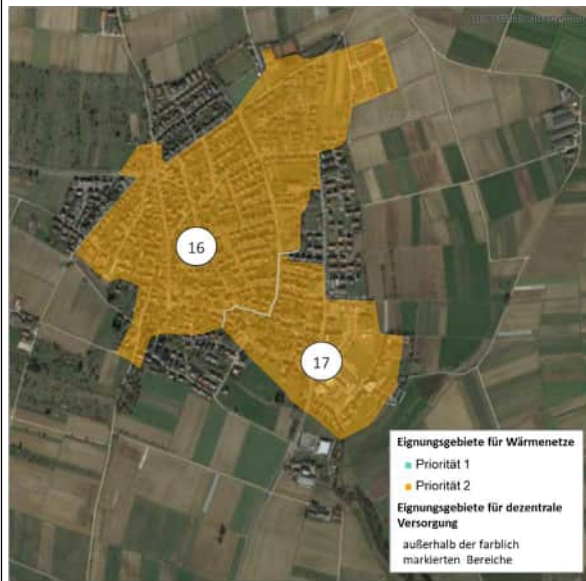 16
17
Eignungsgebiete für Wärmenetze
Priorität 1
Priorität 2
Eignungsgebiete für dezentrale
Versorgung
außerhalb der farblich
markierten Bereiche